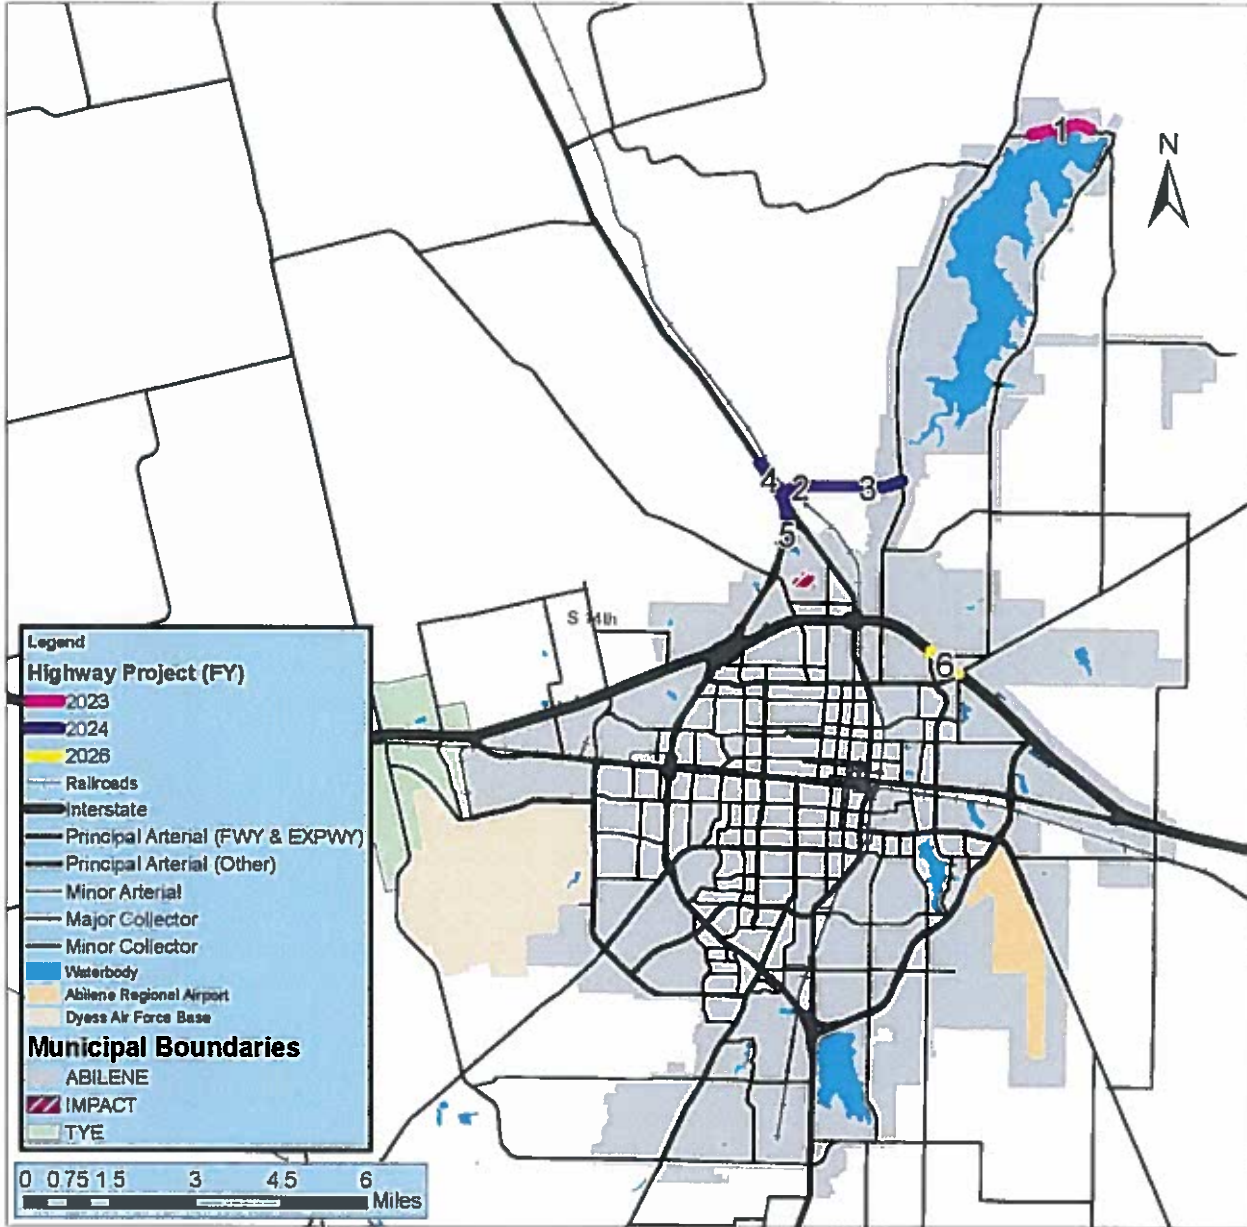 1
N
4
2
3
5
S 14th
6
Legend
Highway Project (FY)
2023
2024
2026
Railroads
Interstate
Principal Arterial (FWY & EXPWY)
Principal Arterial (Other)
Minor Arterial
Major Collector
Minor Collector
Waterbody
Abilene Regional Airport
Dyess Air Force Base
Municipal Boundaries
ABILENE
IMPACT
TYE
0 0.75 1.5 3 4.5 6
Miles